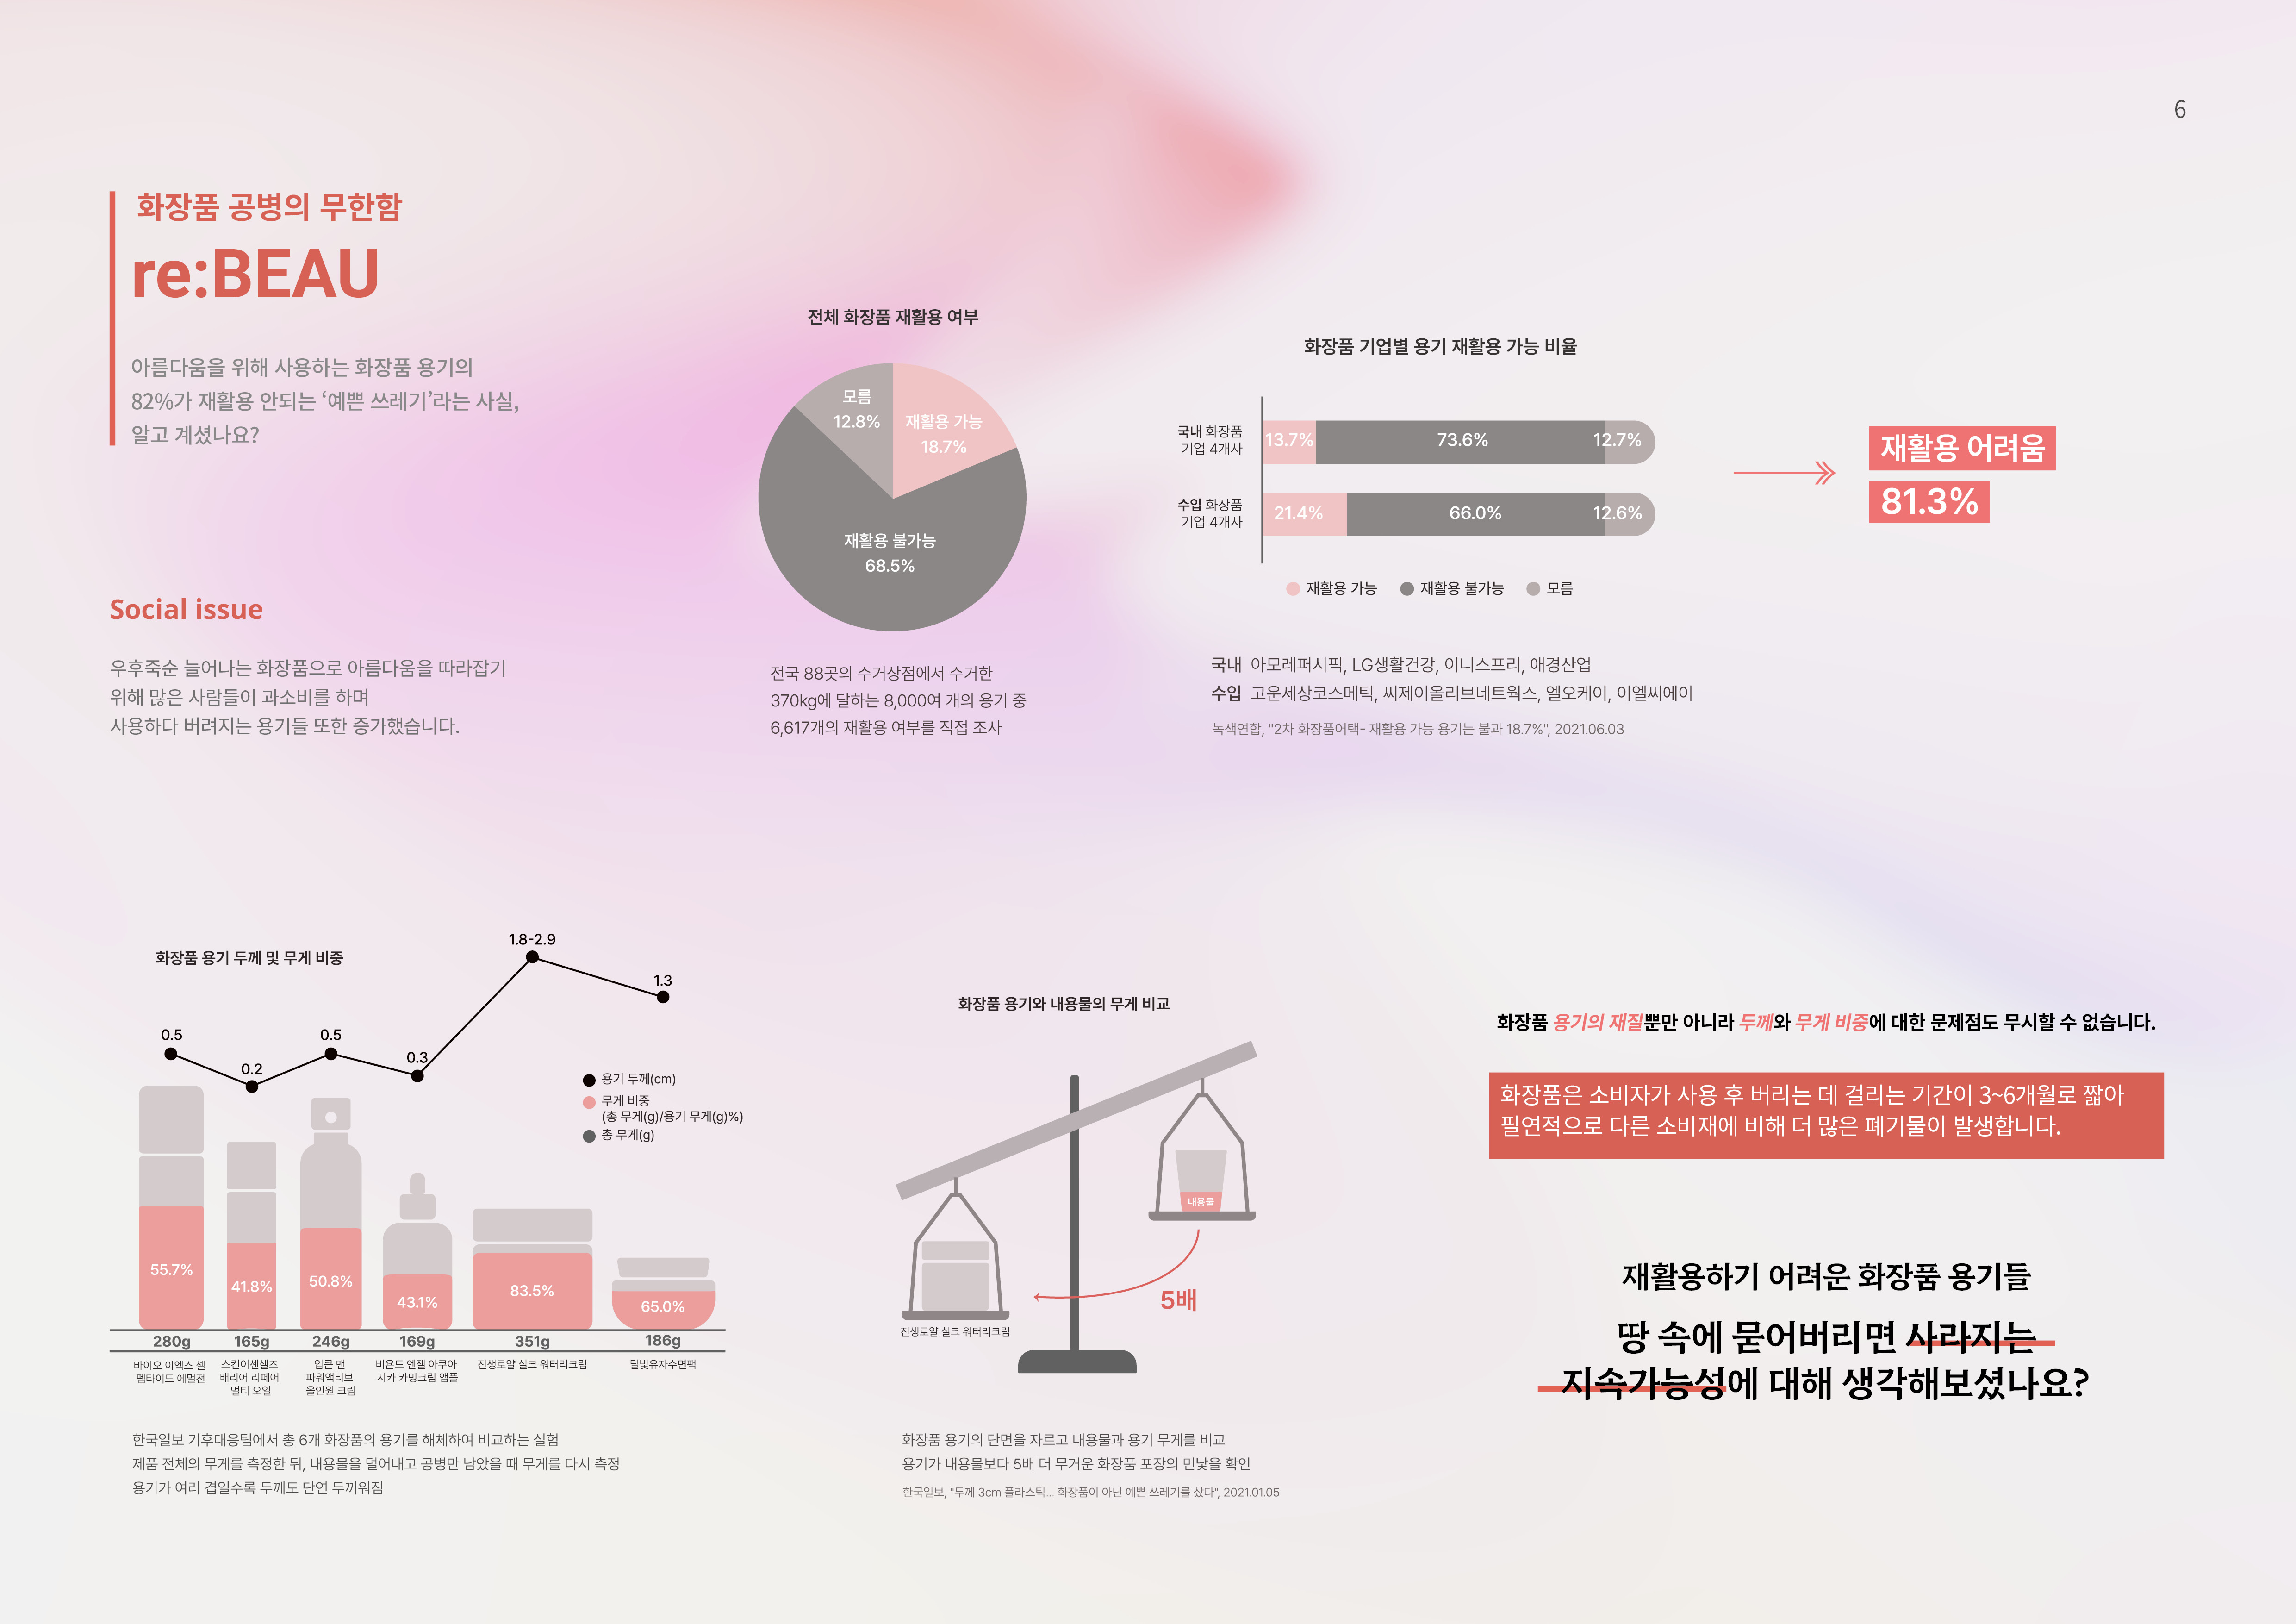 6
화장품 공병의 무한함
re:BEAU
아름다움을 위해 사용하는 화장품 용기의
82%가 재활용 안되는 ‘예쁜 쓰레기’라는 사실,
알고 계셨나요?
Social issue
우후죽순 늘어나는 화장품으로 아름다움을 따라잡기
위해 많은 사람들이 과소비를 하며
사용하다 버려지는 용기들 또한 증가했습니다.
전체 화장품 재활용 여부
모름
12.8%
재활용 가능
18.7%
재활용 불가능
68.5%
전국 88곳의 수거상점에서 수거한
370kg에 달하는 8,000여 개의 용기 중
6,617개의 재활용 여부를 직접 조사
화장품 기업별 용기 재활용 가능 비율
국내 화장품
기업 4개사
13.7%
73.6%
12.7%
수입 화장품
기업 4개사
21.4%
66.0%
12.6%
재활용 가능
재활용 불가능
모름
국내 아모레퍼시픽, LG생활건강, 이니스프리, 애경산업
수입 고운세상코스메틱, 씨제이올리브네트웍스, 엘오케이, 이엘씨에이
녹색연합, "2차 화장품어택- 재활용 가능 용기는 불과 18.7%", 2021.06.03
재활용 어려움
81.3%
화장품 용기 두께 및 무게 비중
0.5
0.2
0.5
0.3
1.8-2.9
1.3
용기 두께(cm)
무게 비중
(총 무게(g)/용기 무게(g)%)
총 무게(g)
55.7%
41.8%
50.8%
43.1%
83.5%
65.0%
280g
165g
246g
169g
351g
186g
바이오 이엑스 셀
펩타이드 에멀젼
스킨이센셜즈
배리어 리페어
멀티 오일
입큰 맨
파워액티브
올인원 크림
비욘드 엔젤 아쿠아
시카 카밍크림 앰플
진생로얄 실크 워터리크림
달빛유자수면팩
한국일보 기후대응팀에서 총 6개 화장품의 용기를 해체하여 비교하는 실험
제품 전체의 무게를 측정한 뒤, 내용물을 덜어내고 공병만 남았을 때 무게를 다시 측정
용기가 여러 겹일수록 두께도 단연 두꺼워짐
화장품 용기와 내용물의 무게 비교
내용물
5배
진생로얄 실크 워터리크림
화장품 용기의 단면을 자르고 내용물과 용기 무게를 비교
용기가 내용물보다 5배 더 무거운 화장품 포장의 민낯을 확인
한국일보, "두께 3cm 플라스틱... 화장품이 아닌 예쁜 쓰레기를 샀다", 2021.01.05
화장품 용기의 재질뿐만 아니라 두께와 무게 비중에 대한 문제점도 무시할 수 없습니다.
화장품은 소비자가 사용 후 버리는 데 걸리는 기간이 3~6개월로 짧아
필연적으로 다른 소비재에 비해 더 많은 폐기물이 발생합니다.
재활용하기 어려운 화장품 용기들
땅 속에 묻어버리면 사라지는
지속가능성에 대해 생각해보셨나요?